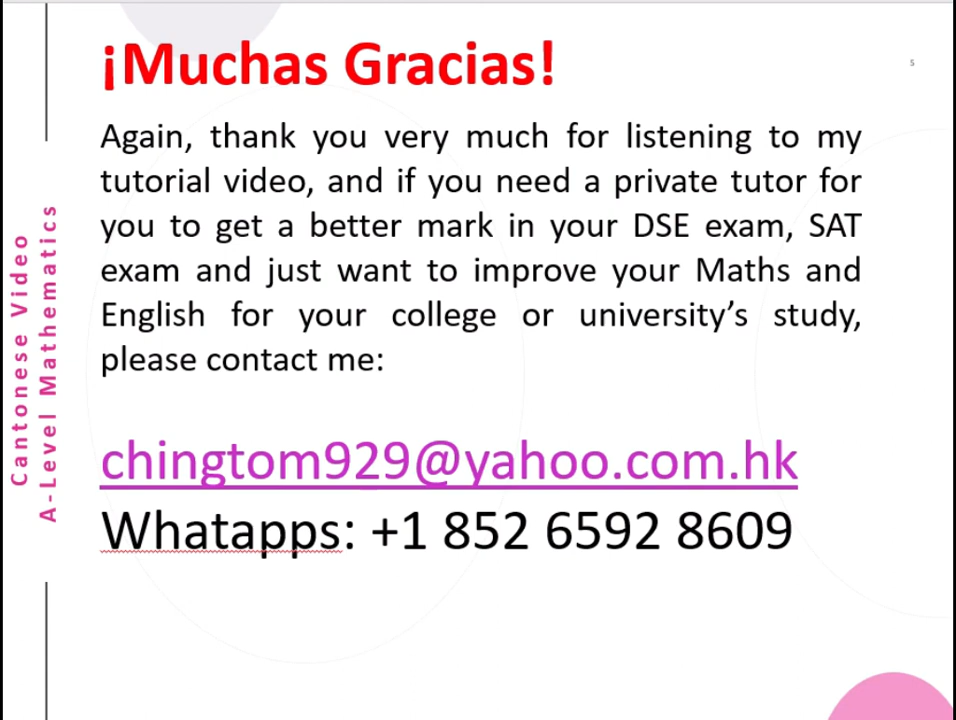 ¡Muchas Gracias!
5
Again, thank you very much for listening to my
tutorial video, and if you need a private tutor for
you to get a better mark in your DSE exam, SAT
exam and just want to improve your Maths and
English for your college or university’s study,
please contact me:
chingtom929@yahoo.com.hk
Whatapps: +1 852 6592 8609
Cantonese Video
A-Level Mathematics